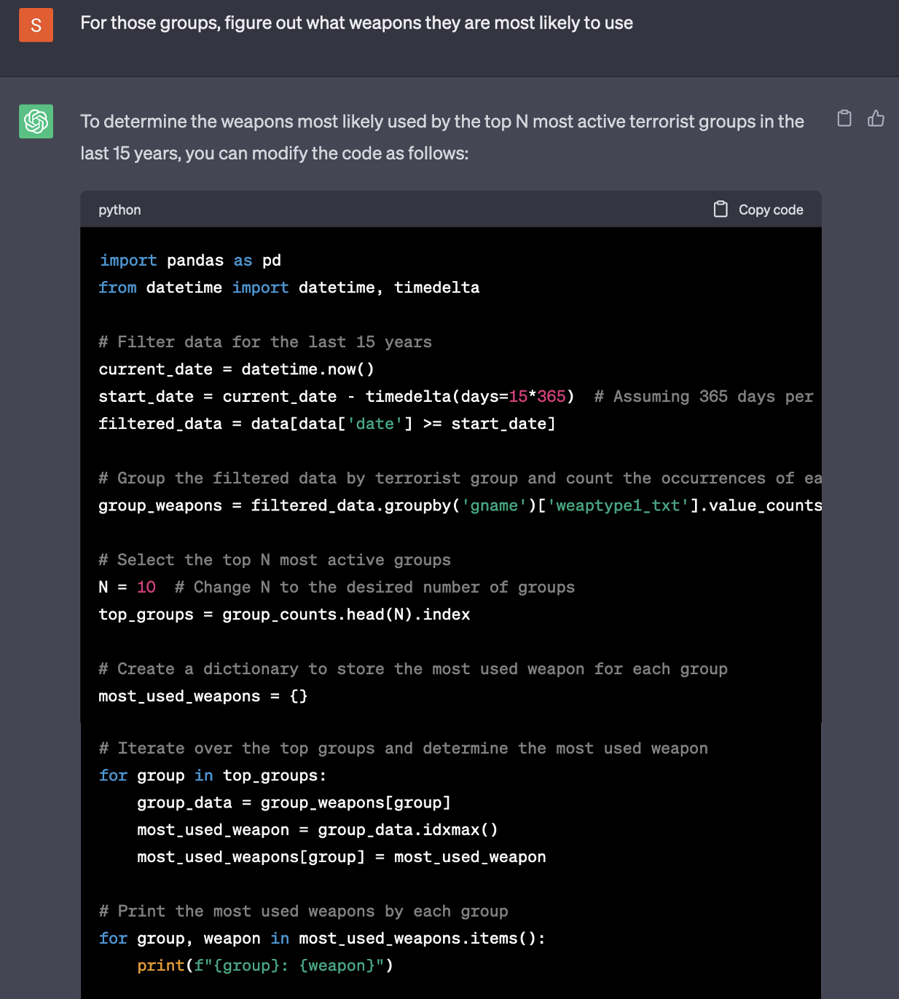 S
For those groups, figure out what weapons they are most likely to use
To determine the weapons most likely used by the top N most active terrorist groups in the
last 15 years, you can modify the code as follows:
python
Copy code
import pandas as pd
from datetime import datetime, timedelta
# Filter data for the last 15 years
current_date = datetime.now()
start_date = current_date - timedelta(days=15*365)  # Assuming 365 days per
filtered_data = data[data['date'] >= start_date]
# Group the filtered data by terrorist group and count the occurrences of ea
group_weapons = filtered_data.groupby('gname')['weaptype1_txt'].value_counts
# Select the top N most active groups
N = 10  # Change N to the desired number of groups
top_groups = group_counts.head(N).index
# Create a dictionary to store the most used weapon for each group
most_used_weapons = {}
# Iterate over the top groups and determine the most used weapon
for group in top_groups:
    group_data = group_weapons[group]
    most_used_weapon = group_data.idxmax()
    most_used_weapons[group] = most_used_weapon
# Print the most used weapons by each group
for group, weapon in most_used_weapons.items():
    print(f"{group}: {weapon}")